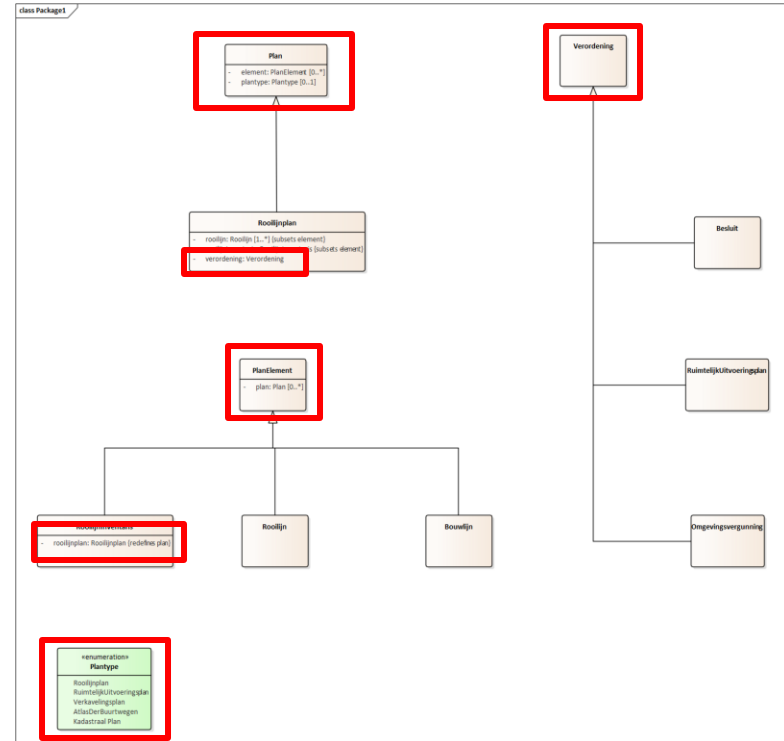 class Package1
Plan
- element: PlanElement [0..*]
- plantype: Plantype [0..1]
Verordening
Rooilijnplan
- rooilijn: Rooilijn [1..*] {subsets element}
{subsets element}
- verordening: Verordening
Besluit
PlanElement
- plan: Plan [0..*]
RuimtelijkUitvoeringsplan
Rooilijn
Bouwlijn
Omgevingsvergunning
- rooilijnplan: Rooilijnplan {redefines plan}
«enumeration»
Plantype
Rooilijnplan
RuimtelijkUitvoeringsplan
Verkavelingsplan
AtlasDerBuurtwegen
Kadastraal Plan